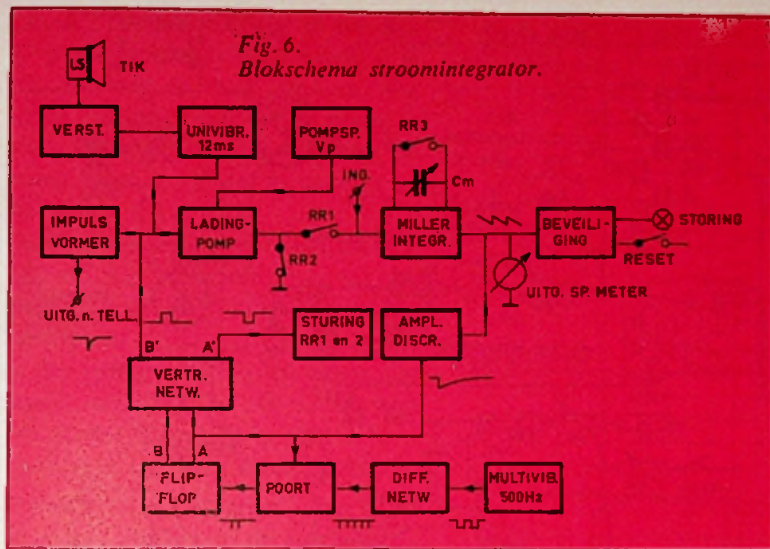 Fig. 6.
Blokschema stroomintegrator.
LS
TIK
VERST.
UNIVIBR.
12ms
POMPSP.
Vp
RR3
Cm
ING.
IMPULS
VORMER
LADING-
POMP
RR1
RR2
MILLER
INTEGR.
BEVEILI-
GING
STORING
RESET
UITG. SP. METER
UITG. n. TELL.
B'
A'
STURING
RR1 en 2
AMPL.
DISCR.
VERTR.
NETW.
B
A
FLIP-
FLOP
POORT
DIFF.
NETW
MULTIVIB.
500Hz